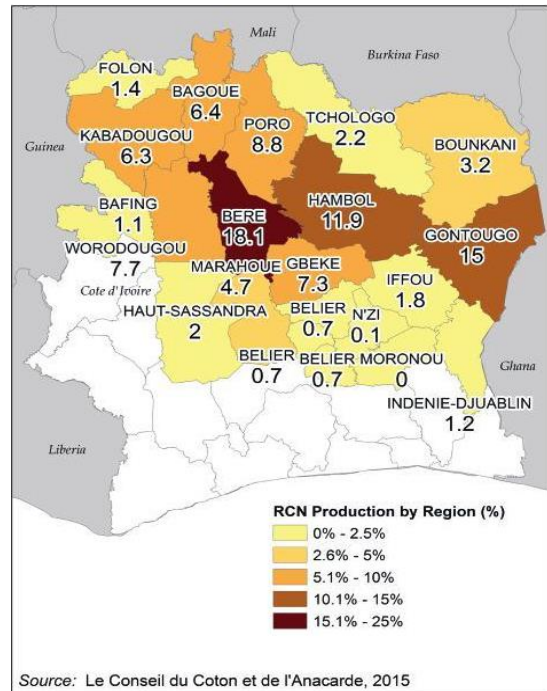 Mali
Burkina Faso
FOLON
1.4
BAGOUE
6.4
TCHOLOGO
2.2
PORO
8.8
BOUNKANI
3.2
Guinea
KABADOUGOU
6.3
BAFING
1.1
HAMBOL
11.9
BERE
18.1
GONTOUGO
15
WORODOUGOU
7.7
MARAHOUE
4.7
GBEKE
7.3
IFFOU
1.8
Cote d'Ivoire
HAUT-SASSANDRA
2
BELIER
0.7
N'ZI
0.1
BELIER
0.7
BELIER
0.7
MORONOU
0
Ghana
INDENIE-DJUABLIN
1.2
Liberia
RCN Production by Region (%)
0% - 2.5%
2.6% - 5%
5.1% - 10%
10.1% - 15%
15.1% - 25%
Source: Le Conseil du Coton et de l'Anacarde, 2015